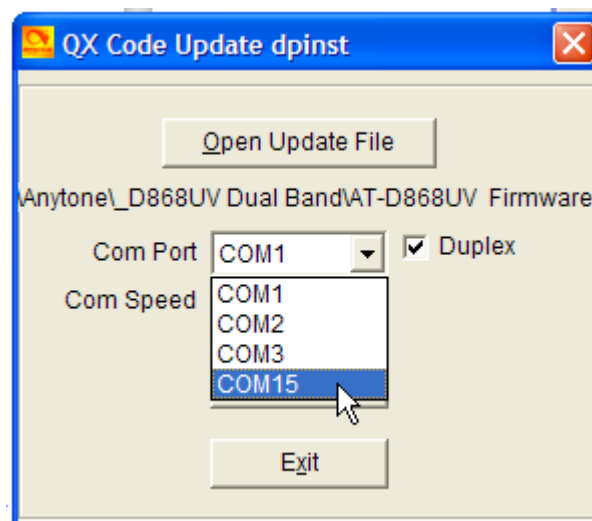 QX Code Update dpinst
Open Update File
\Anytone\_D868UV Dual Band\AT-D868UV Firmware
Com Port COM1 Duplex
Com Speed COM1
COM2
COM3
COM15
Exit